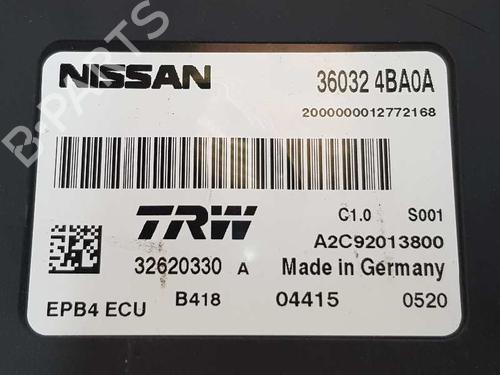 NISSAN 36032 4BA0A
2000000012772168
TRW C1.0 S001
A2C92013800
32620330 A Made in Germany
EPB4 ECU B418 04415 0520
B-PARTS